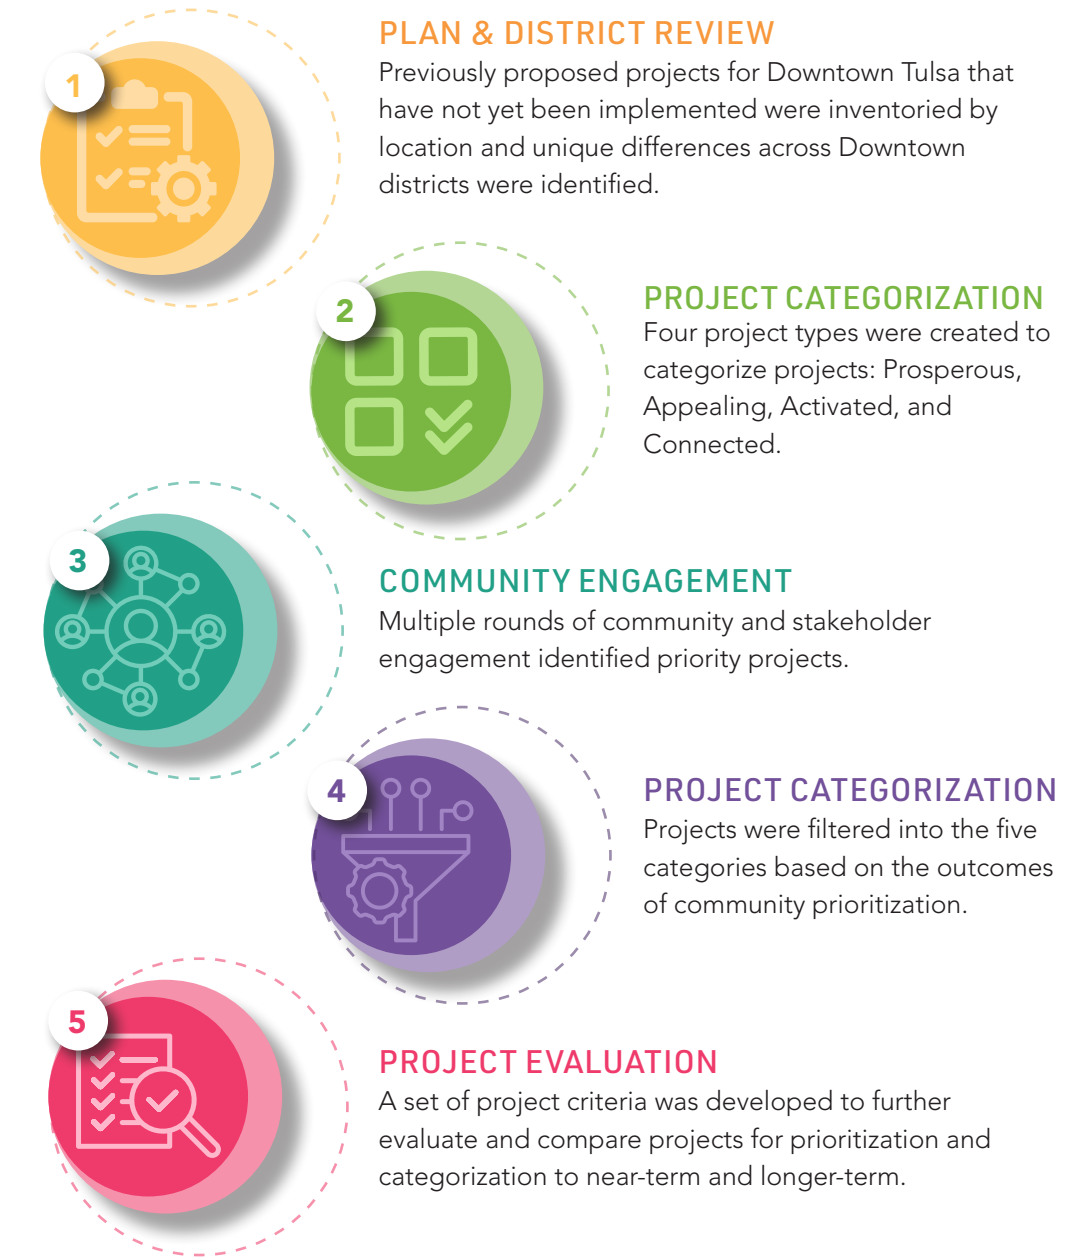 1
PLAN & DISTRICT REVIEW
Previously proposed projects for Downtown Tulsa that
have not yet been implemented were inventoried by
location and unique differences across Downtown
districts were identified.
2
PROJECT CATEGORIZATION
Four project types were created to
categorize projects: Prosperous,
Appealing, Activated, and
Connected.
3
COMMUNITY ENGAGEMENT
Multiple rounds of community and stakeholder
engagement identified priority projects.
4
PROJECT CATEGORIZATION
Projects were filtered into the five
categories based on the outcomes
of community prioritization.
5
PROJECT EVALUATION
A set of project criteria was developed to further
evaluate and compare projects for prioritization and
categorization to near-term and longer-term.